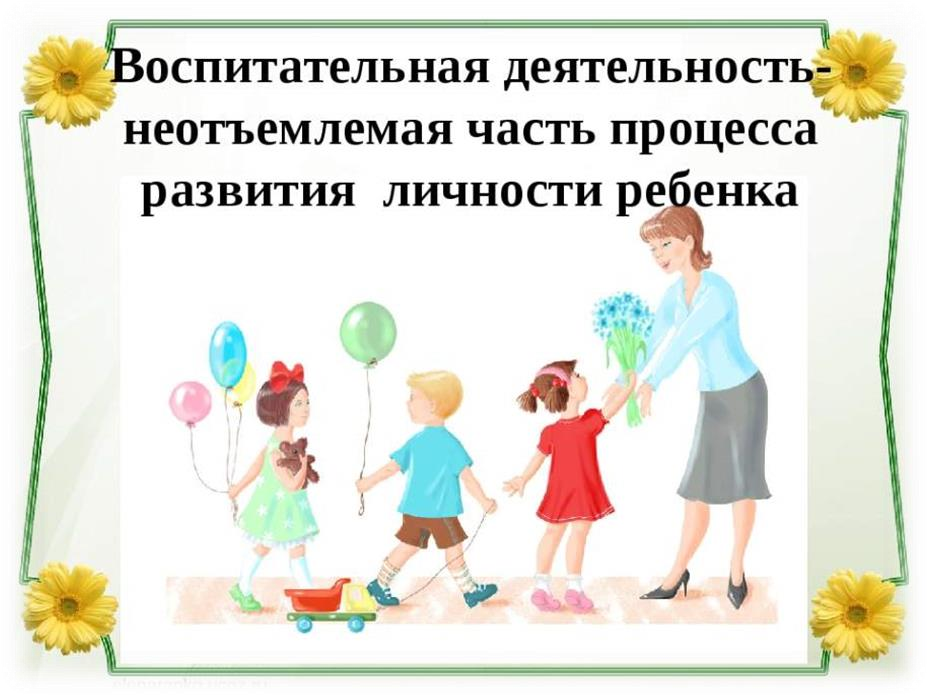 Воспитательная деятельность-
неотъемлемая часть процесса
развития личности ребенка